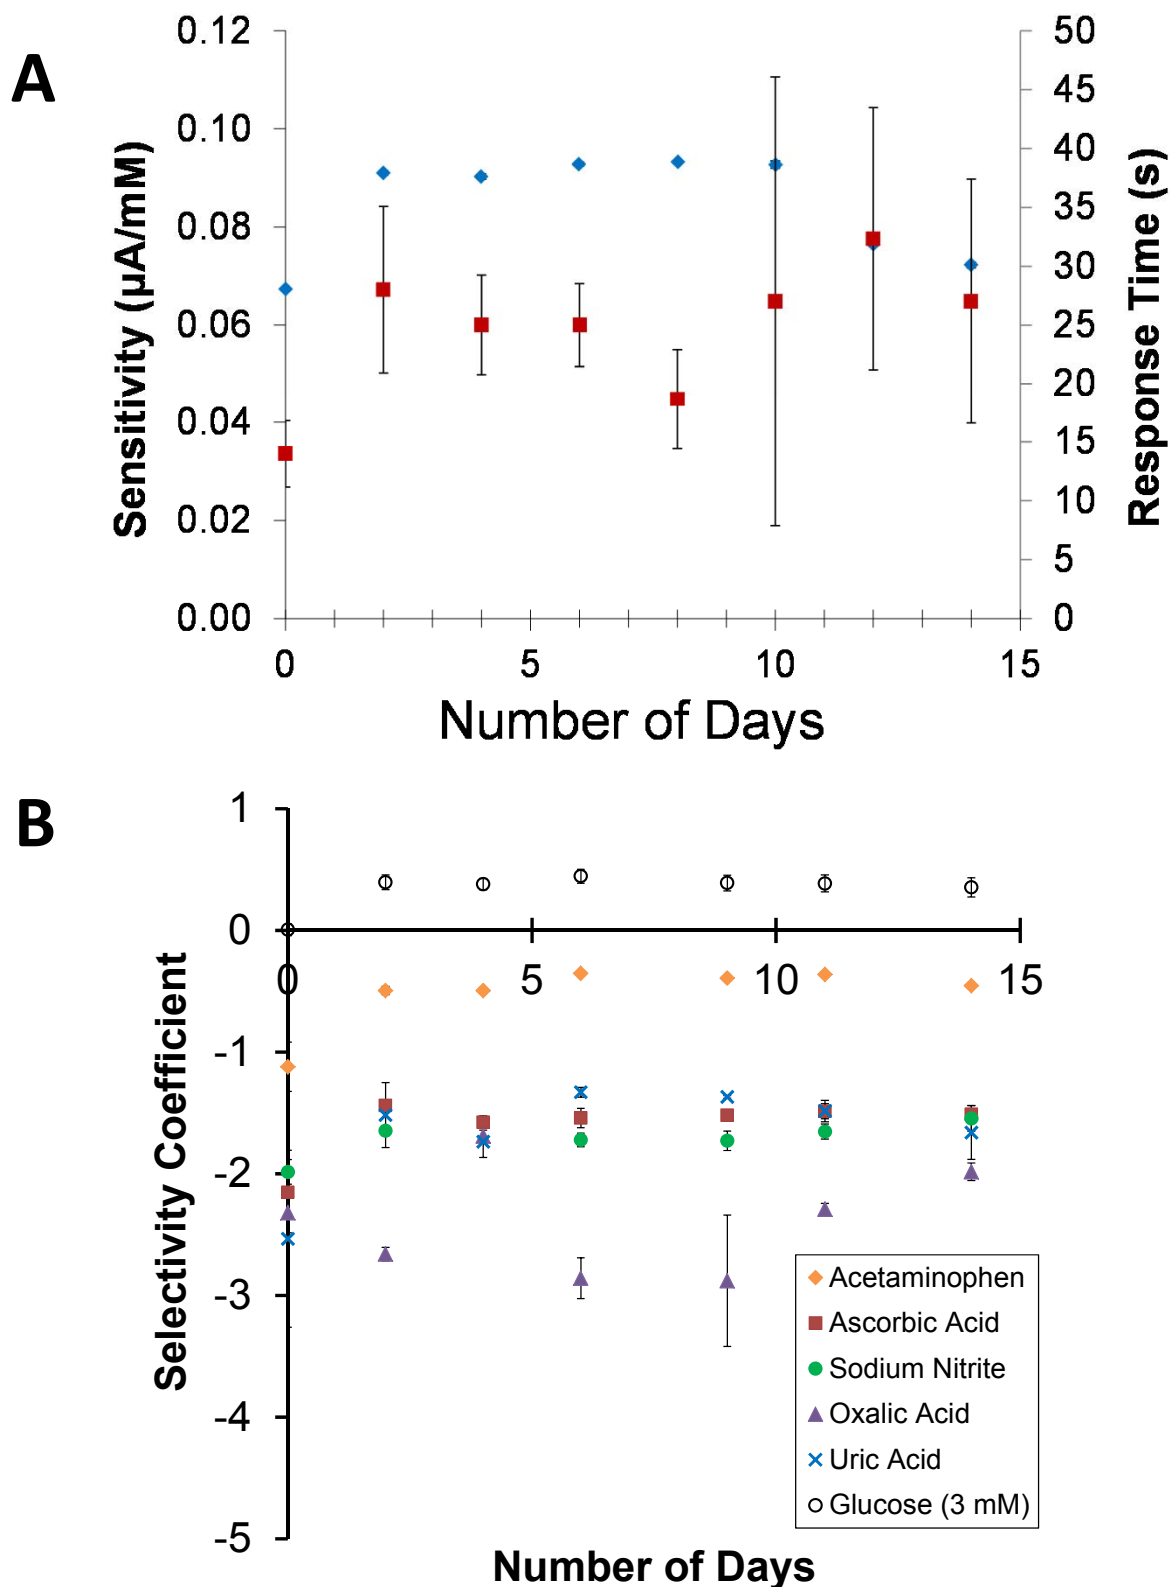 A
Sensitivity (µA/mM)
0.12
0.10
0.08
0.06
0.04
0.02
0.00
50
45
40
35
30
25
20
15
10
5
0
Response Time (s)
0 5 10 15
Number of Days
B
Selectivity Coefficient
1
0
-1
-2
-3
-4
-5
0 5 10 15
Acetaminophen
Ascorbic Acid
Sodium Nitrite
Oxalic Acid
Uric Acid
Glucose (3 mM)
Number of Days